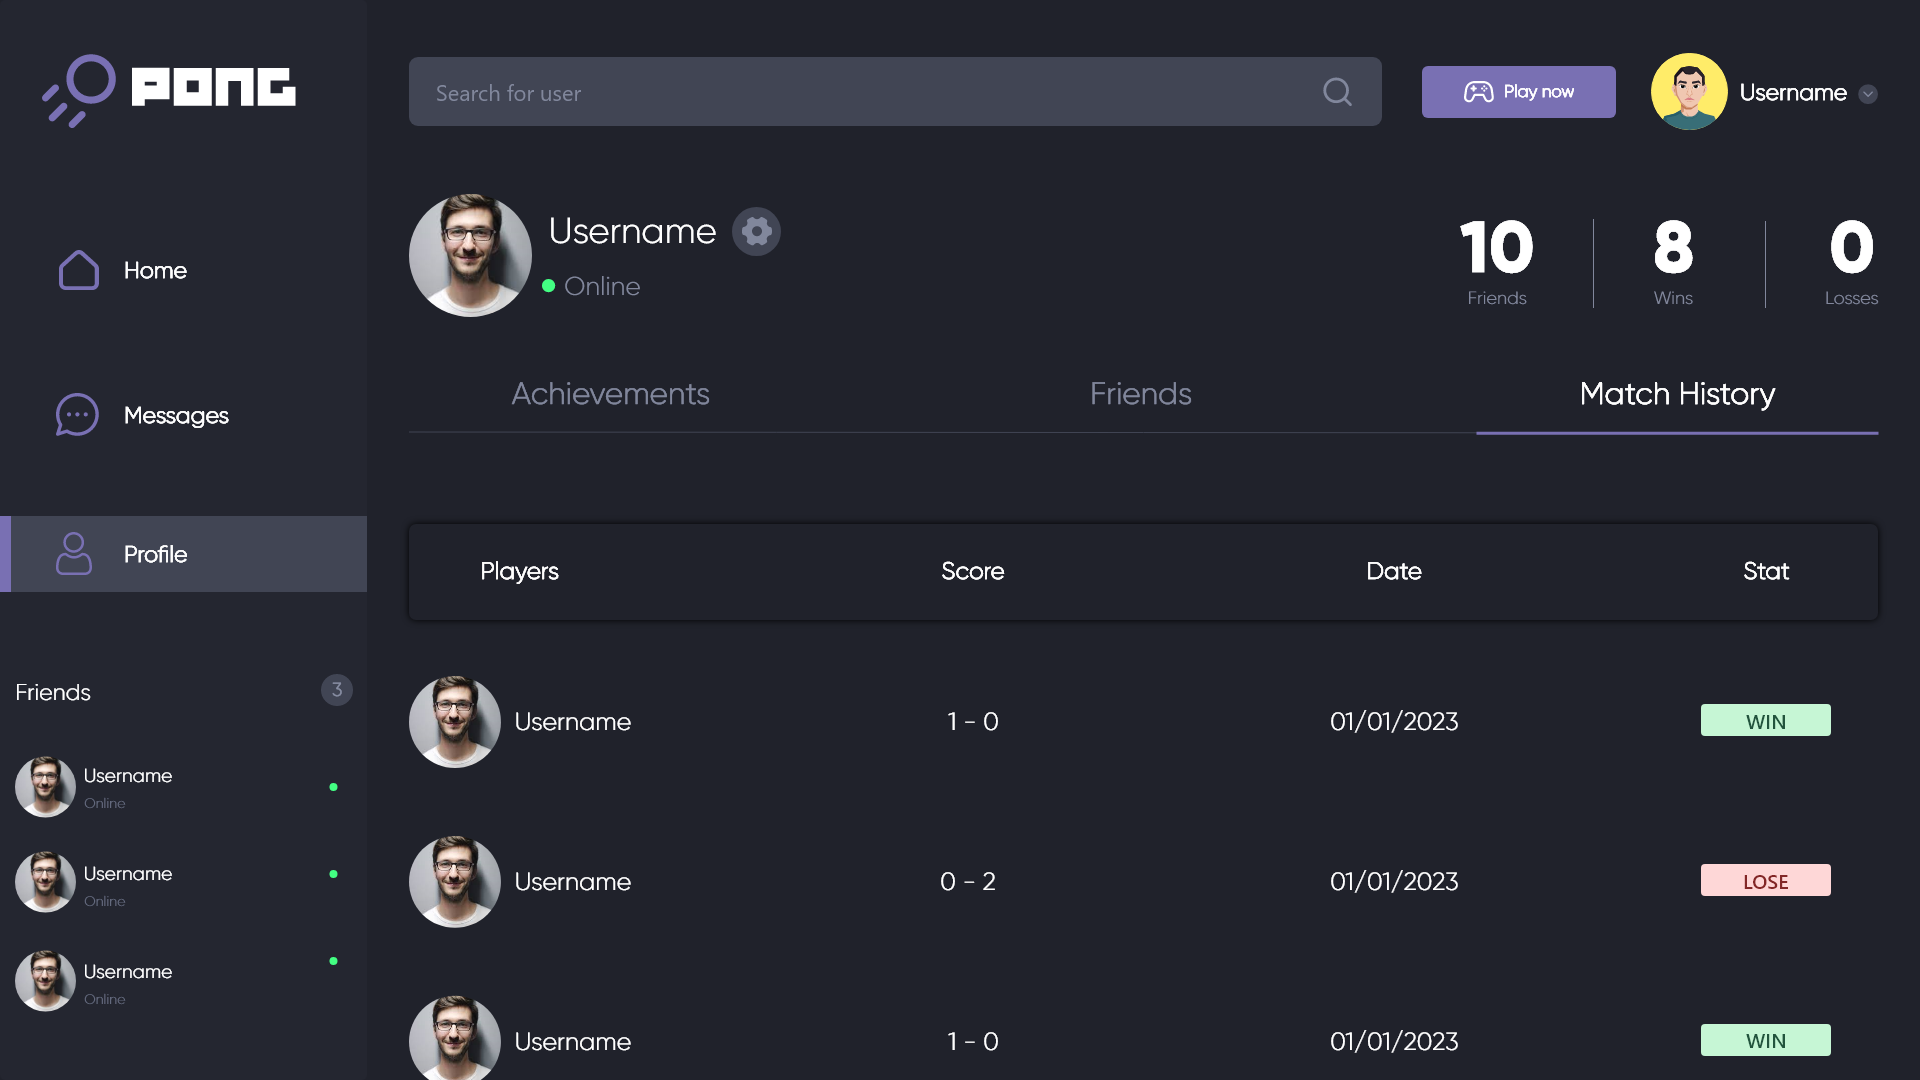 PONG
Search for user
Play now
Username
Home
Messages
Profile
Friends
3
Username
Online
Username
Online
Username
Online
Username
Online
10
Friends
8
Wins
0
Losses
Achievements
Friends
Match History
Players
Score
Date
Stat
Username
1 - 0
01/01/2023
WIN
Username
0 - 2
01/01/2023
LOSE
Username
1 - 0
01/01/2023
WIN